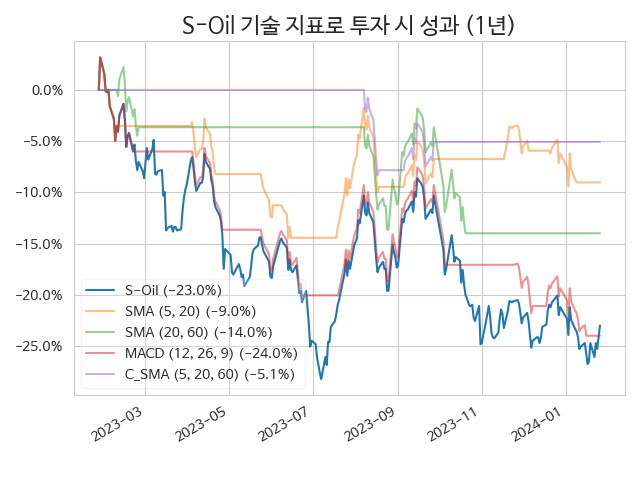 S-Oil 기술 지표로 투자 시 성과 (1년)
0.0%
−5.0%
−10.0%
−15.0%
−20.0%
−25.0%
S-Oil (−23.0%)
SMA (5, 20) (−9.0%)
SMA (20, 60) (−14.0%)
MACD (12, 26, 9) (−24.0%)
C_SMA (5, 20, 60) (−5.1%)
2023-03
2023-05
2023-07
2023-09
2023-11
2024-01